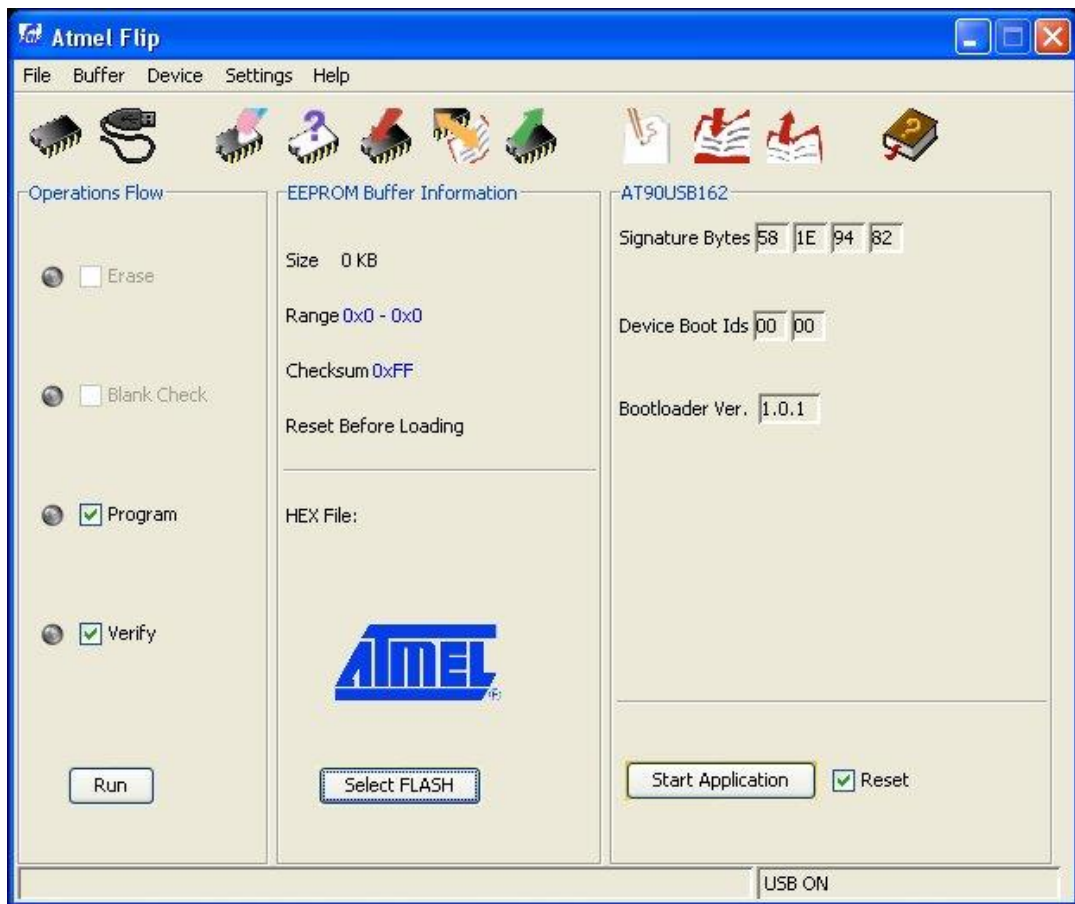 Atmel Flip
File Buffer Device Settings Help
Operations Flow
Erase
Blank Check
Program
Verify
Run
EEPROM Buffer Information
Size 0 KB
Range 0x0 - 0x0
Checksum 0xFF
Reset Before Loading
HEX File:
ATMEL ®
Select FLASH
AT90USB162
Signature Bytes 58 1E 94 82
Device Boot Ids 00 00
Bootloader Ver. 1.0.1
Start Application Reset
USB ON